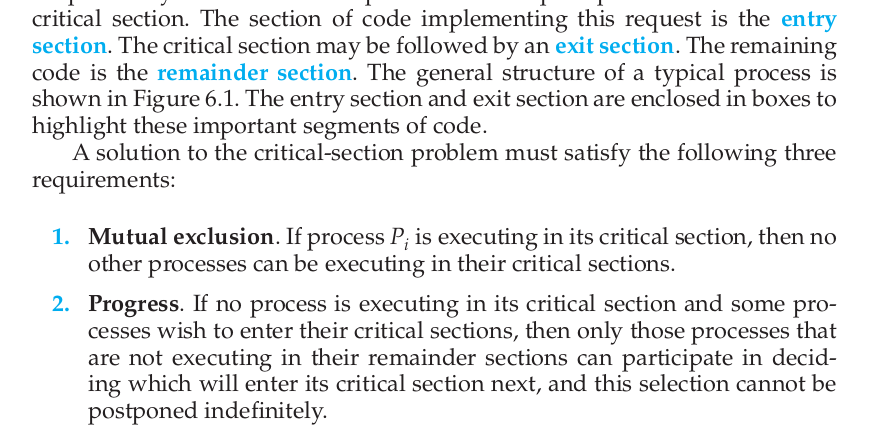 critical section. The section of code implementing this request is the entry
section. The critical section may be followed by an exit section. The remaining
code is the remainder section. The general structure of a typical process is
shown in Figure 6.1. The entry section and exit section are enclosed in boxes to
highlight these important segments of code.
A solution to the critical-section problem must satisfy the following three
requirements:
1. Mutual exclusion. If process Pi is executing in its critical section, then no
other processes can be executing in their critical sections.
2. Progress. If no process is executing in its critical section and some pro-
cesses wish to enter their critical sections, then only those processes that
are not executing in their remainder sections can participate in decid-
ing which will enter its critical section next, and this selection cannot be
postponed indefinitely.